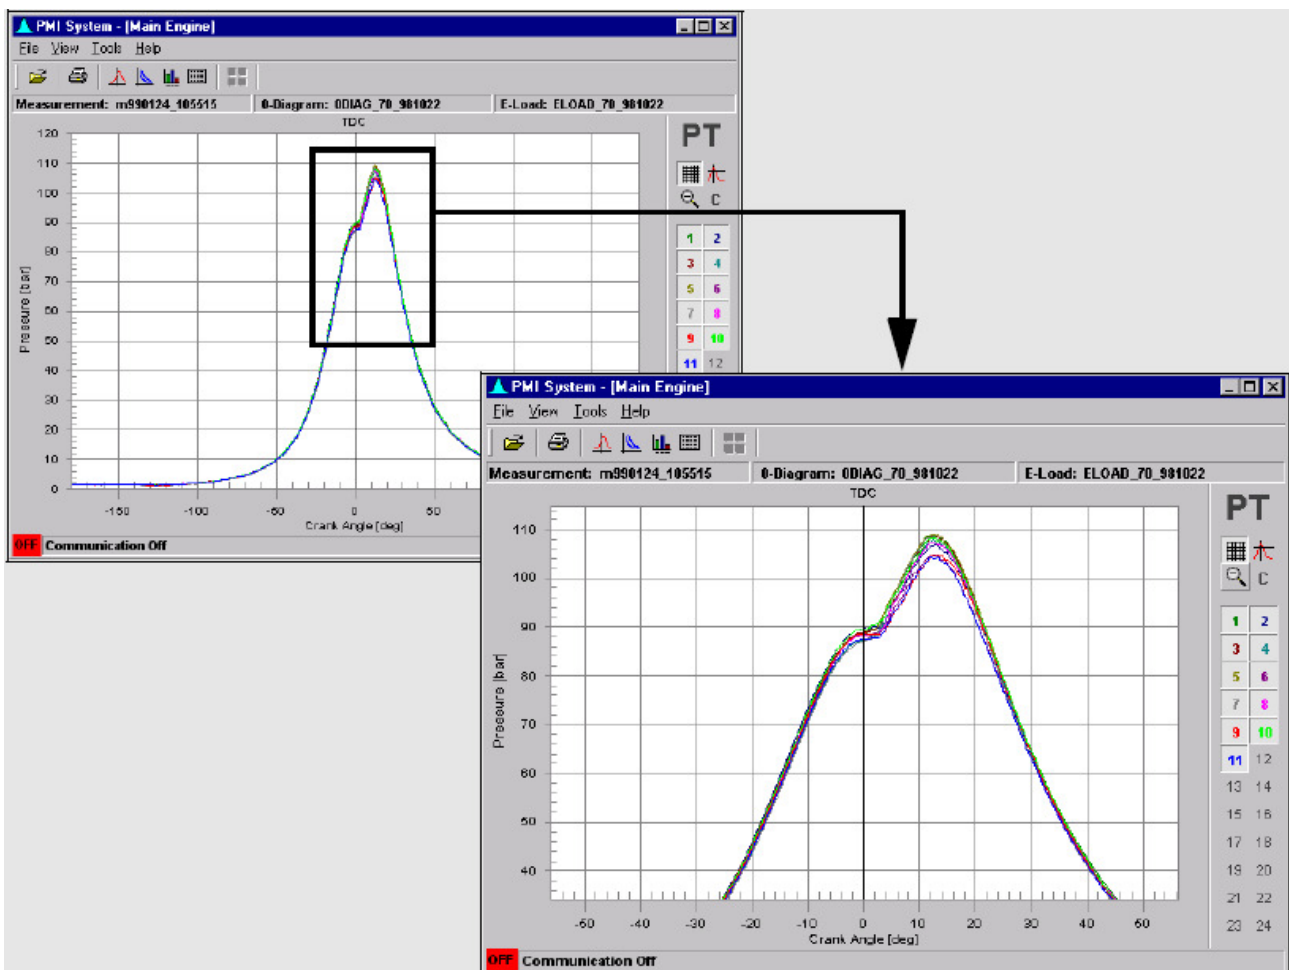 PMI System - [Main Engine]
File View Tools Help
Measurement: m990124_105515 0-Diagram: 0DIAG_70_981022 E-Load: ELOAD_70_981022
TDC
PT
C
120
110
100
90
80
70
60
50
40
30
20
10
0
Pressure [bar]
-150 -100 -50 0 50
Crank Angle [deg]
1 2
3 4
5 6
7 8
9 10
11 12
OFF Communication Off
PMI System - [Main Engine]
File View Tools Help
Measurement: m990124_105515 0-Diagram: 0DIAG_70_981022 E-Load: ELOAD_70_981022
TDC
PT
C
110
100
90
80
70
60
50
40
Pressure [bar]
-60 -50 -40 -30 -20 -10 0 10 20 30 40 50 60
Crank Angle [deg]
1 2
3 4
5 6
7 8
9 10
11 12
13 14
15 16
17 18
19 20
21 22
23 24
OFF Communication Off